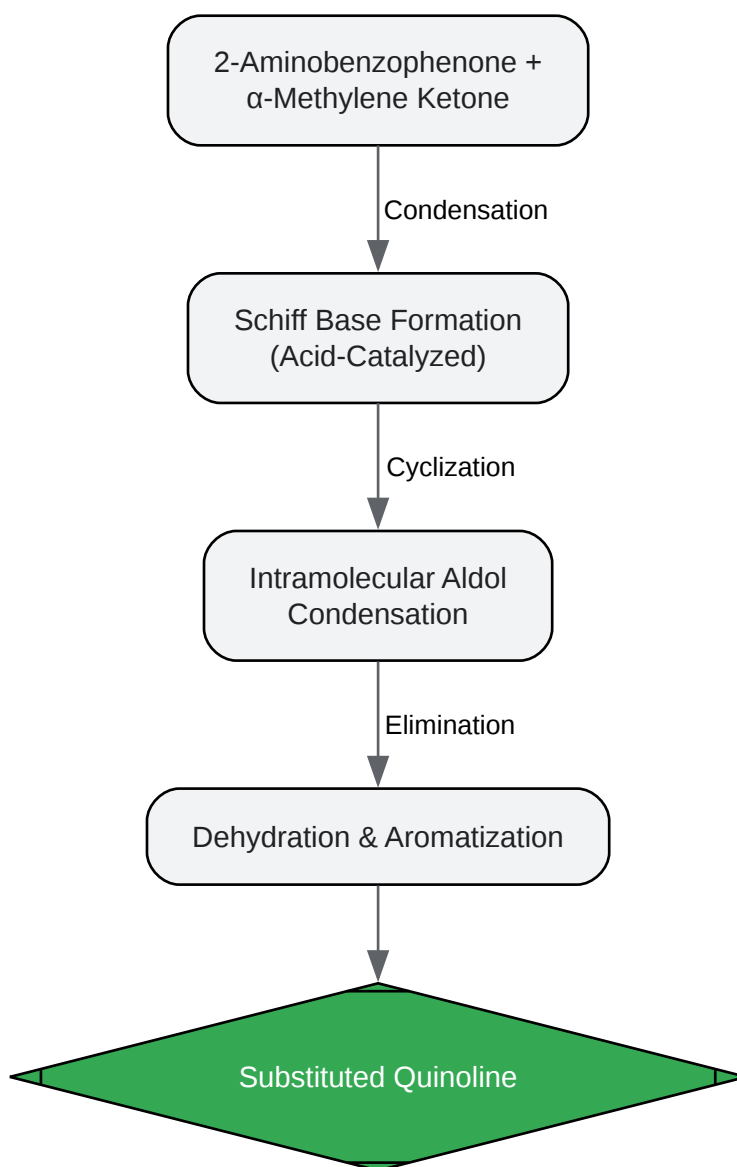 2-Aminobenzophenone +
α-Methylene Ketone
Condensation
Schiff Base Formation
(Acid-Catalyzed)
Cyclization
Intramolecular Aldol
Condensation
Elimination
Dehydration & Aromatization
Substituted Quinoline